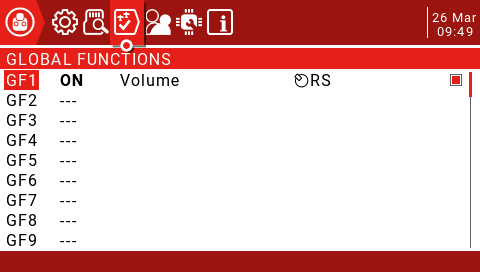 26 Mar
09:49
GLOBAL FUNCTIONS
GF1 ON Volume RS
GF2 ---
GF3 ---
GF4 ---
GF5 ---
GF6 ---
GF7 ---
GF8 ---
GF9 ---